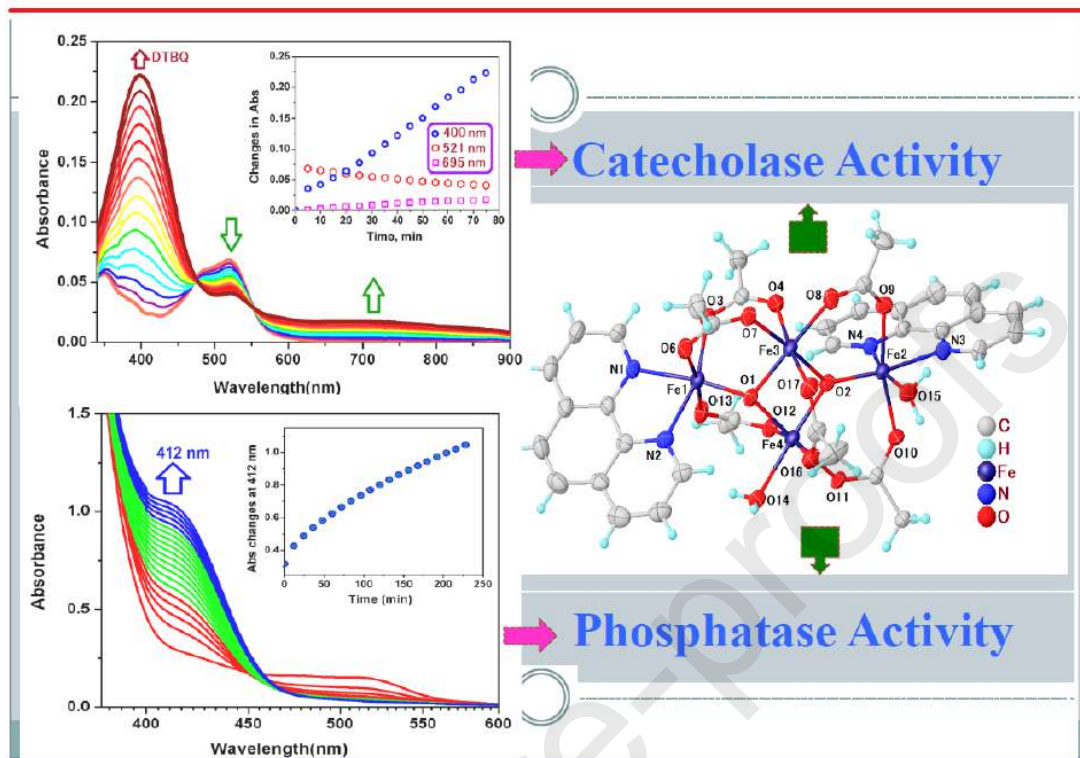 0.25
0.20
0.15
0.10
0.05
0.00
Absorbance
400
500
600
700
800
900
Wavelength(nm)
DTBQ
0.25
0.20
0.15
0.10
0.05
0.00
Changes in Abs
400 nm
521 nm
695 nm
0
10
20
30
40
50
60
70
80
Time, min
Catecholase Activity
O3
O4
O8
O9
O7
O6
N4
N3
Fe3
Fe2
N1
O1
O17
Fe1
O2
O15
O13
O12
Fe4
N2
O16
O10
O14
O11
C
H
Fe
N
O
1.5
1.0
0.5
0.0
Absorbance
400
450
500
550
600
Wavelength(nm)
412 nm
1.0
0.8
0.6
0.4
Abs changes at 412 nm
0
50
100
150
200
250
Time (min)
Phosphatase Activity
e-proofs